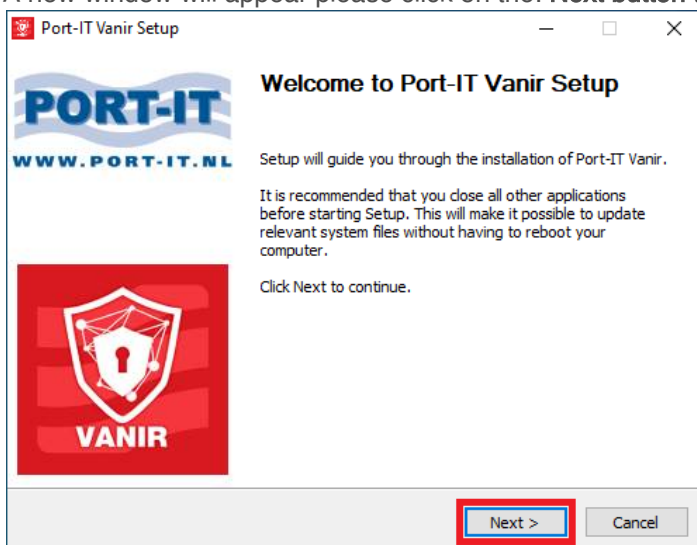 A new window will appear please click on the: Next button
Port-IT Vanir Setup
PORT-IT
WWW.PORT-IT.NL
Welcome to Port-IT Vanir Setup
Setup will guide you through the installation of Port-IT Vanir.
It is recommended that you close all other applications
before starting Setup. This will make it possible to update
relevant system files without having to reboot your
computer.
Click Next to continue.
VANIR
Next >
Cancel